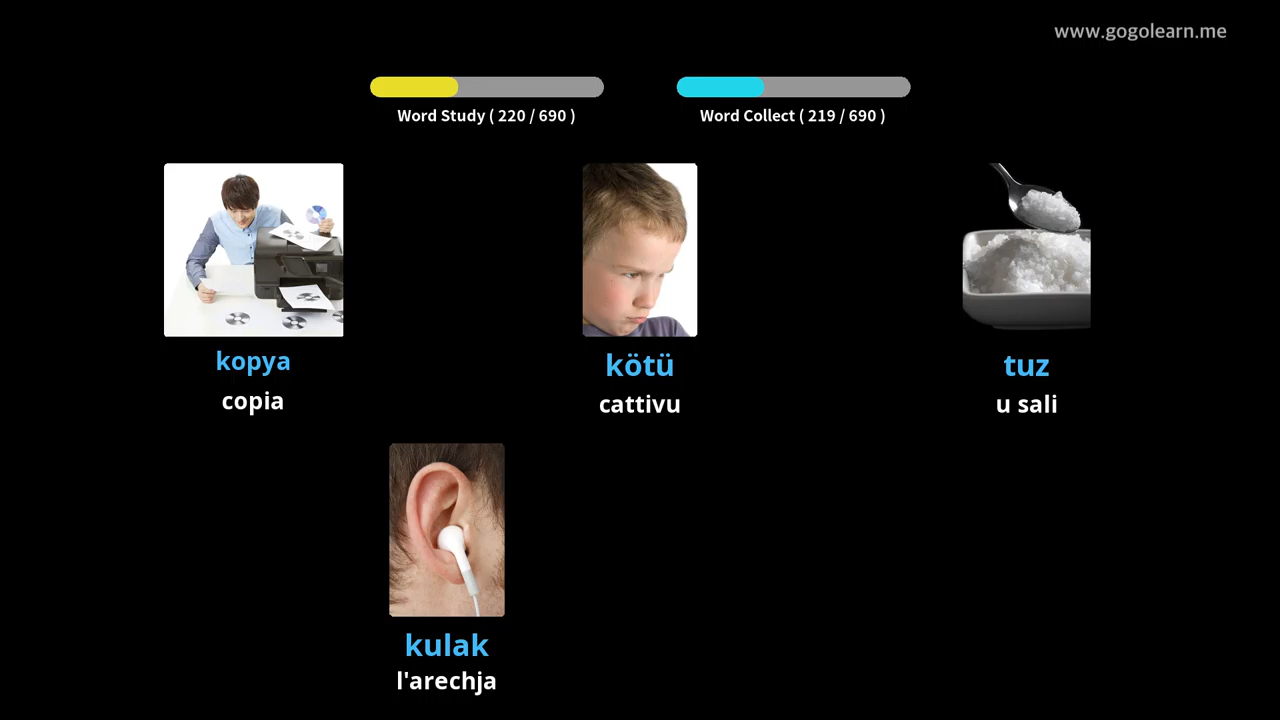 www.gogolearn.me
Word Study ( 220 / 690 )
Word Collect ( 219 / 690 )
kopya
copia
kötü
cattivu
tuz
u sali
kulak
l'arechja